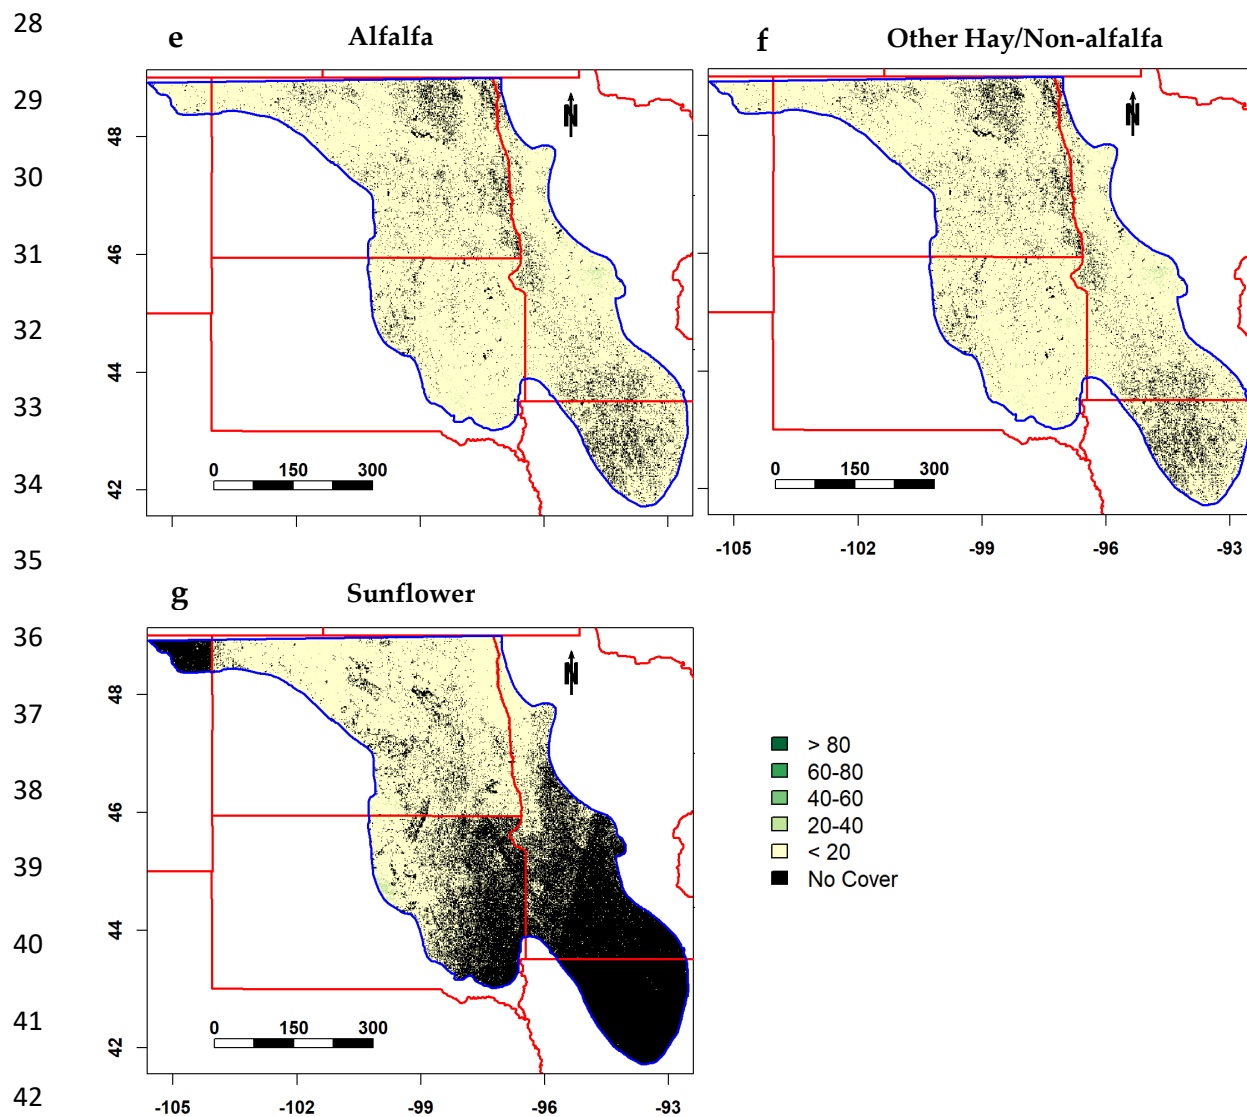 28
e Alfalfa
f Other Hay/Non-alfalfa
29
N
N
48
30
31
46
32
44
33
0 150 300
0 150 300
34
42
-105 -102 -99 -96 -93
35
g Sunflower
36
N
48
37
> 80
60-80
38
40-60
46
20-40
39
< 20
No Cover
40
44
0 150 300
41
42
42
-105 -102 -99 -96 -93